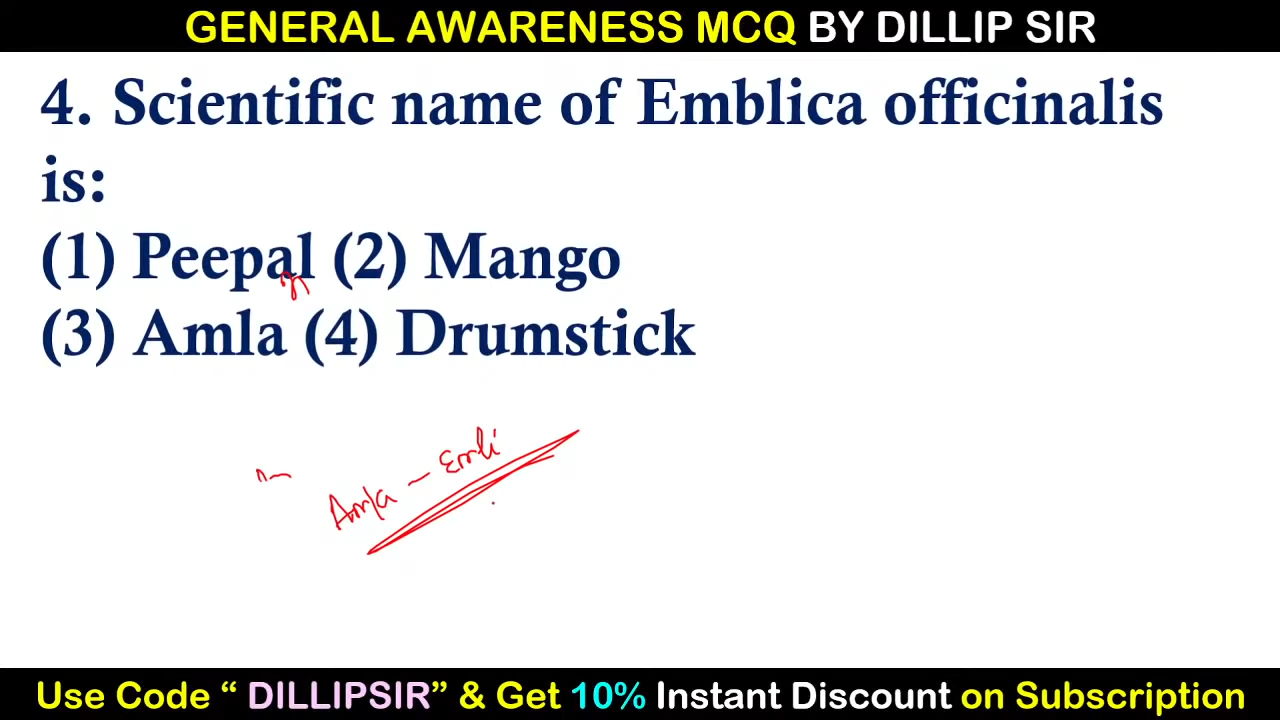 GENERAL AWARENESS MCQ BY DILLIP SIR
4. Scientific name of Emblica officinalis
is:
(1) Peepal (2) Mango
(3) Amla (4) Drumstick
Amla - Embli
Use Code “ DILLIPSIR” & Get 10% Instant Discount on Subscription